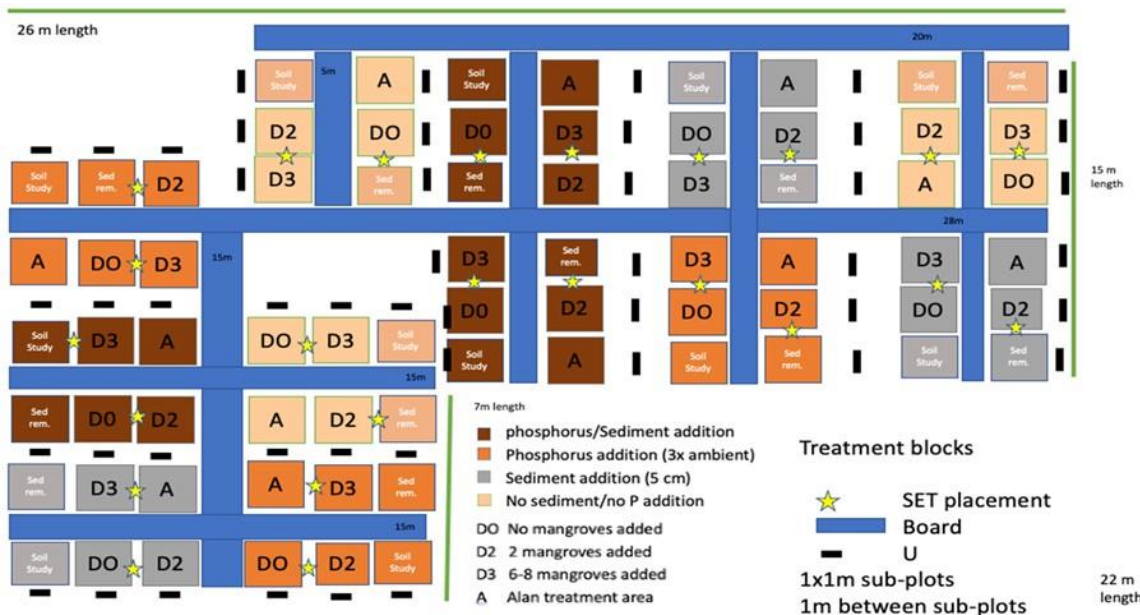 26 m length
20m
Soil
Study
5m
A
Soil
Study
A
Soil
Study
A
Soil
Study
Sed
rem.
D2
DO
D0
D3
DO
D2
D2
D3
15 m
length
Soil
Study
Sed
rem.
D2
D3
Sed
rem.
Sed
rem.
D2
D3
Sed
rem.
A
DO
28m
A
DO
D3
15m
D3
Sed
rem.
D3
A
D3
A
D0
D2
DO
D2
DO
D2
Soil
Study
D3
A
DO
D3
Soil
Study
Soil
Study
A
Soil
Study
Sed
rem.
Soil
Study
Sed
rem.
15m
Sed
rem.
D0
D2
A
D2
Sed
rem.
Sed
rem.
D3
A
A
D3
Sed
rem.
15m
Soil
Study
DO
D2
DO
D2
Soil
Study
7m length
phosphorus/Sediment addition
Phosphorus addition (3x ambient)
Sediment addition (5 cm)
No sediment/no P addition
DO No mangroves added
D2 2 mangroves added
D3 6-8 mangroves added
A Alan treatment area
Treatment blocks
SET placement
Board
U
1x1m sub-plots
1m between sub-plots
22 m
length